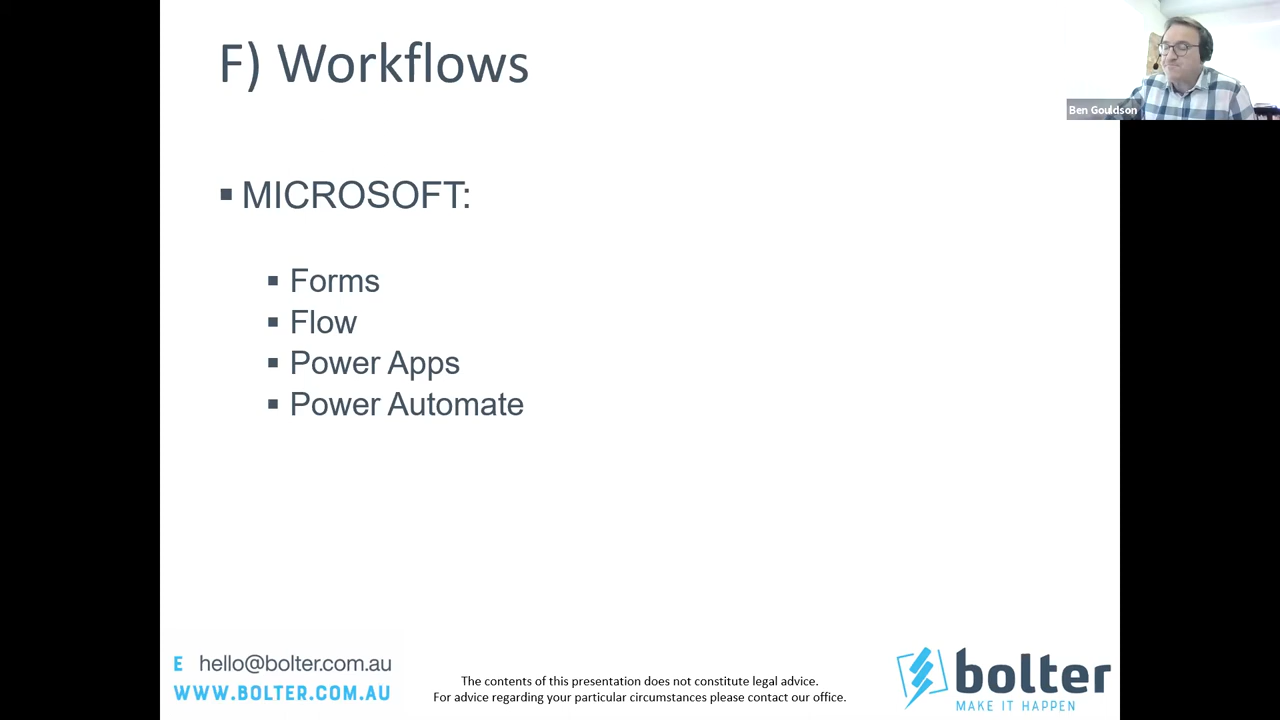 F) Workflows
Ben Gouldson
▪ MICROSOFT:
▪ Forms
▪ Flow
▪ Power Apps
▪ Power Automate
E hello@bolter.com.au
WWW.BOLTER.COM.AU
The contents of this presentation does not constitute legal advice.
For advice regarding your particular circumstances please contact our office.
bolter
MAKE IT HAPPEN